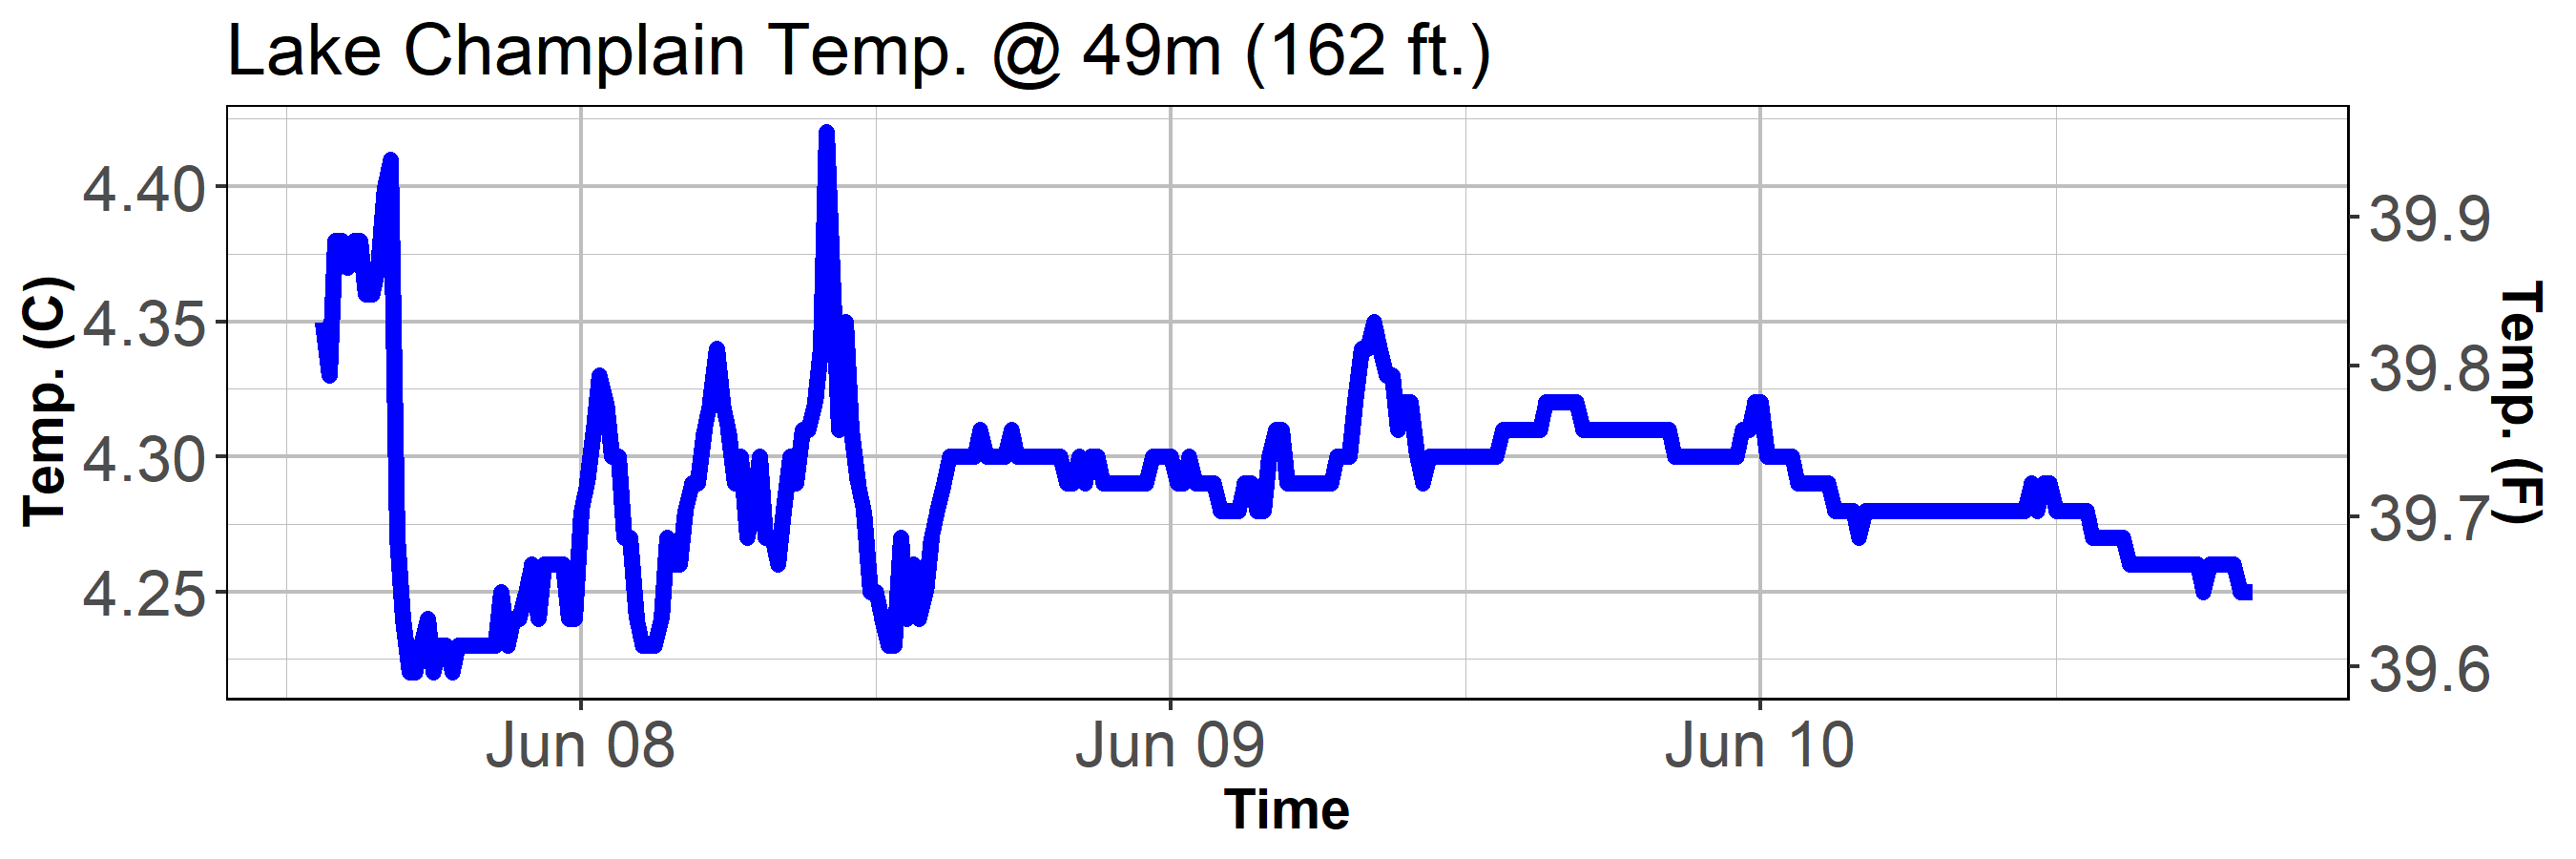 Lake Champlain Temp. @ 49m (162 ft.)
Temp. (C)
4.40
4.35
4.30
4.25
39.9
39.8
39.7
39.6
Temp. (F)
Jun 08 Jun 09 Jun 10
Time